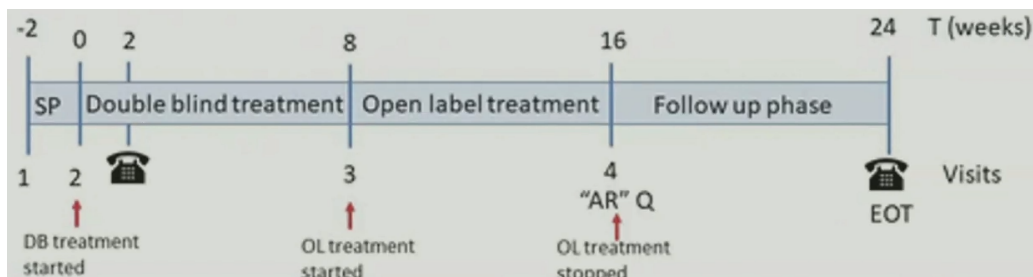 -2 0 2 8 16 24 T (weeks)
SP Double blind treatment Open label treatment Follow up phase
1 2 3 4 Visits
"AR" Q
EOT
DB treatment
started
OL treatment
started
OL treatment
stopped